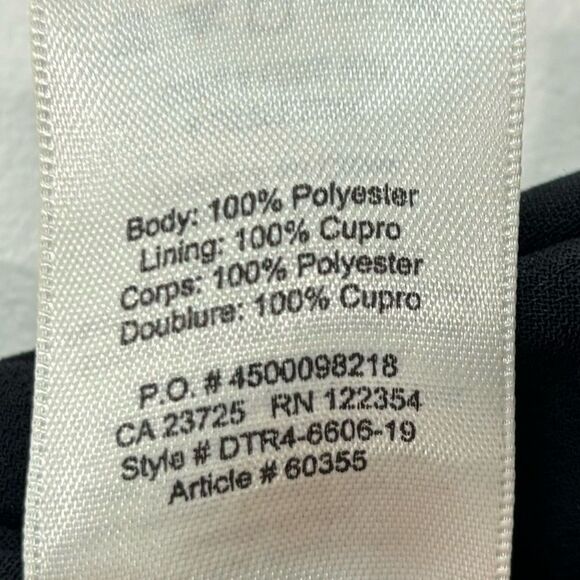 Body: 100% Polyester
Lining: 100% Cupro
Corps: 100% Polyester
Doublure: 100% Cupro
P.O. # 4500098218
CA 23725 RN 122354
Style # DTR4-6606-19
Article # 60355